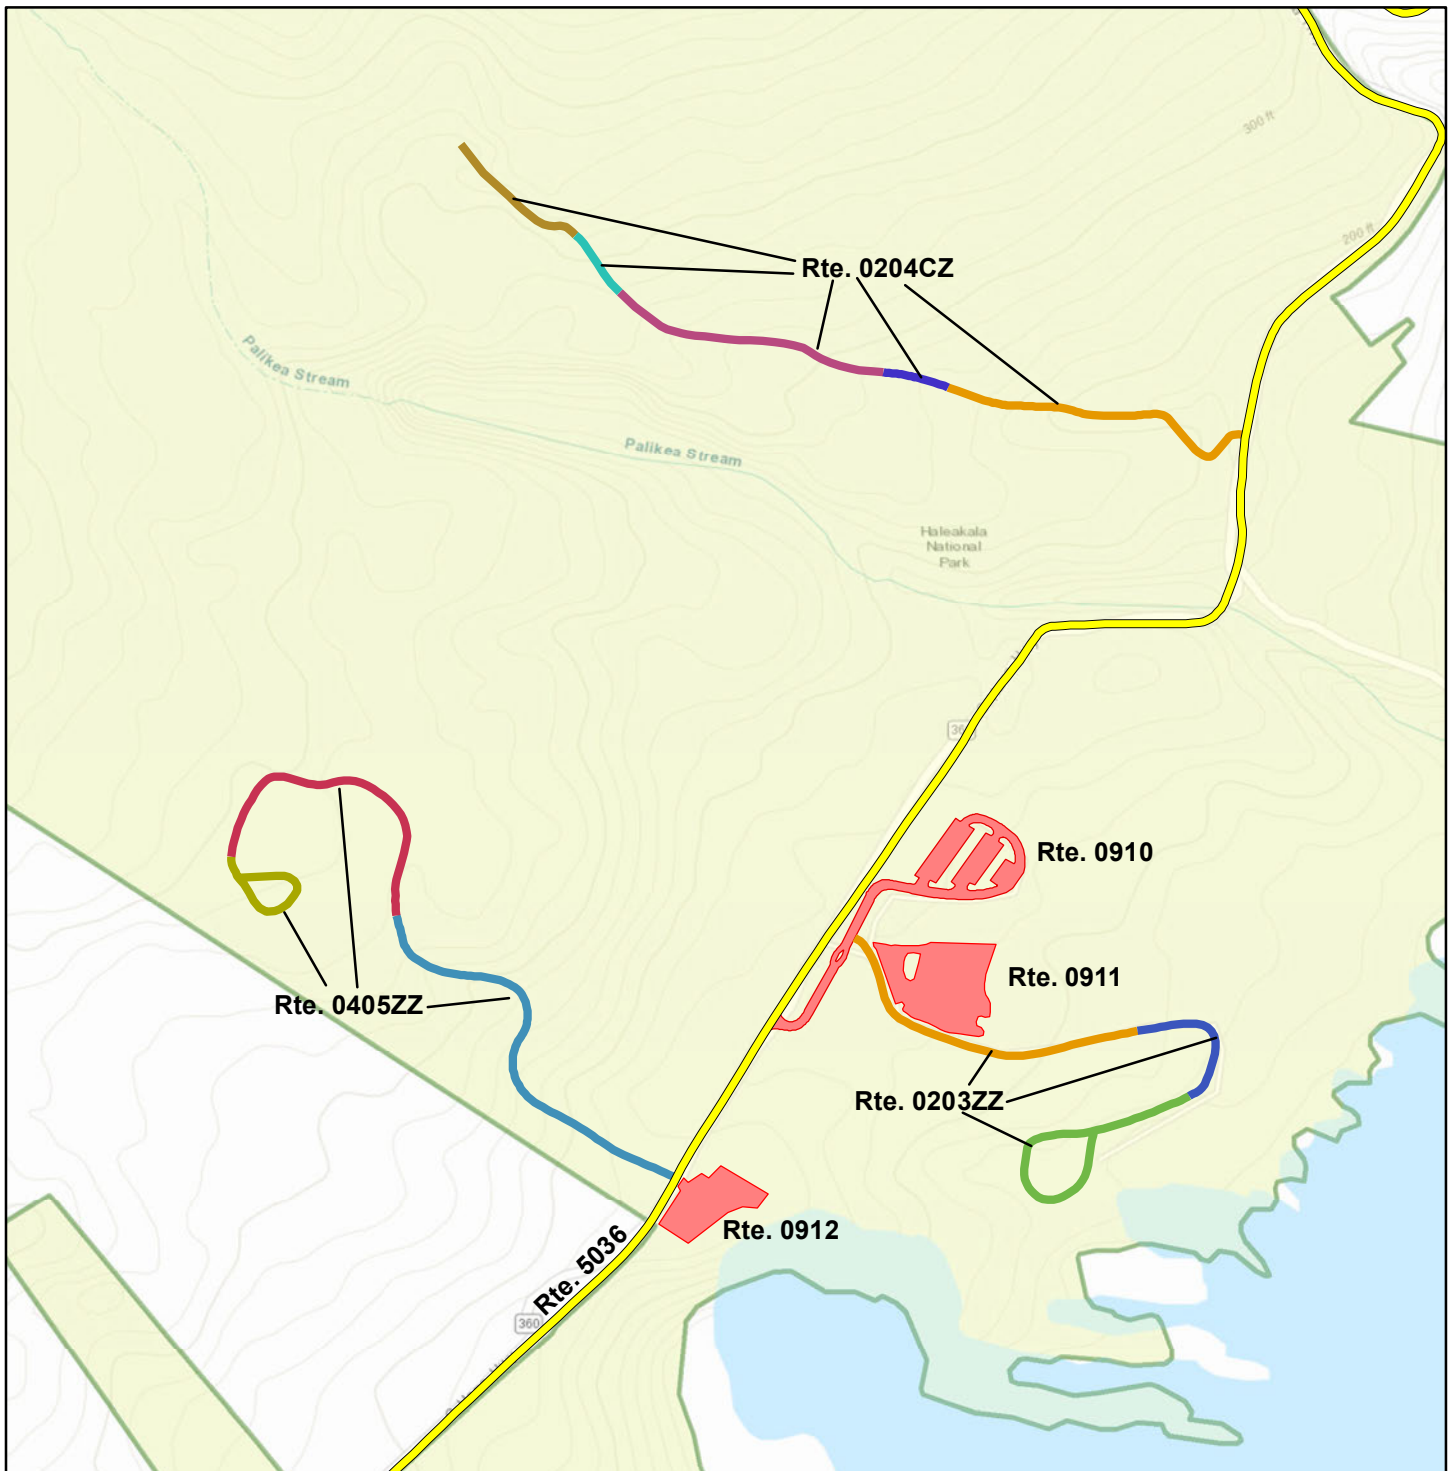 300 ft
200 ft
Rte. 0204CZ
Palikea Stream
Palikea Stream
Haleakala
National
Park
Rte. 0910
Rte. 0911
Rte. 0405ZZ
Rte. 0203ZZ
Rte. 0912
Rte. 5036
360